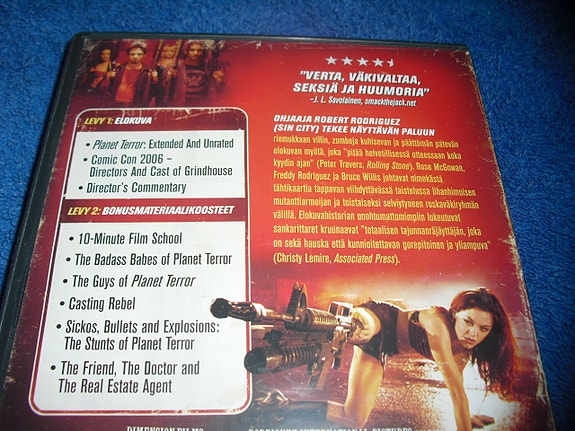 "VERTA, VÄKIVALTAA,
SEKSIÄ JA HUUMORIA"
–J. L. Savolainen, smackthejack.net
LEVY 1: ELOKUVA
• Planet Terror: Extended And Unrated
• Comic Con 2006 –
Directors And Cast of Grindhouse
• Director's Commentary
LEVY 2: BONUSMATERIAALIKOOSTEET
• 10-Minute Film School
• The Badass Babes of Planet Terror
• The Guys of Planet Terror
• Casting Rebel
• Sickos, Bullets and Explosions:
The Stunts of Planet Terror
• The Friend, The Doctor and
The Real Estate Agent
OHJAAJA ROBERT RODRIGUEZ
(SIN CITY) TEKEE NÄYTTÄVÄN PALUUN
riemukkaan villin, zombeja kuhisevan ja päättömän pätevän
elokuvan myötä, joka "pitää helvetillisessä otteessaan koko
kyydin ajan" (Peter Travers, Rolling Stone). Rose McGowan,
Freddy Rodriguez ja Bruce Willis johtavat nimekästä
tähtikaartia tappavan viihdyttävässä taistelussa lihanhimoisen
mutanttiarmeijan ja toistaiseksi selviytyneen roskaväkiryhmän
välillä. Elokuvahistorian unohtumattomimpiin lukeutuvat
sankarittaret kruunaavat "totaalisen tajunnanräjäyttäjän, joka
on sekä hauska että kunnioitettavan gorepitoinen ja yliampuva"
(Christy Lemire, Associated Press).
DIMENSION FILMS